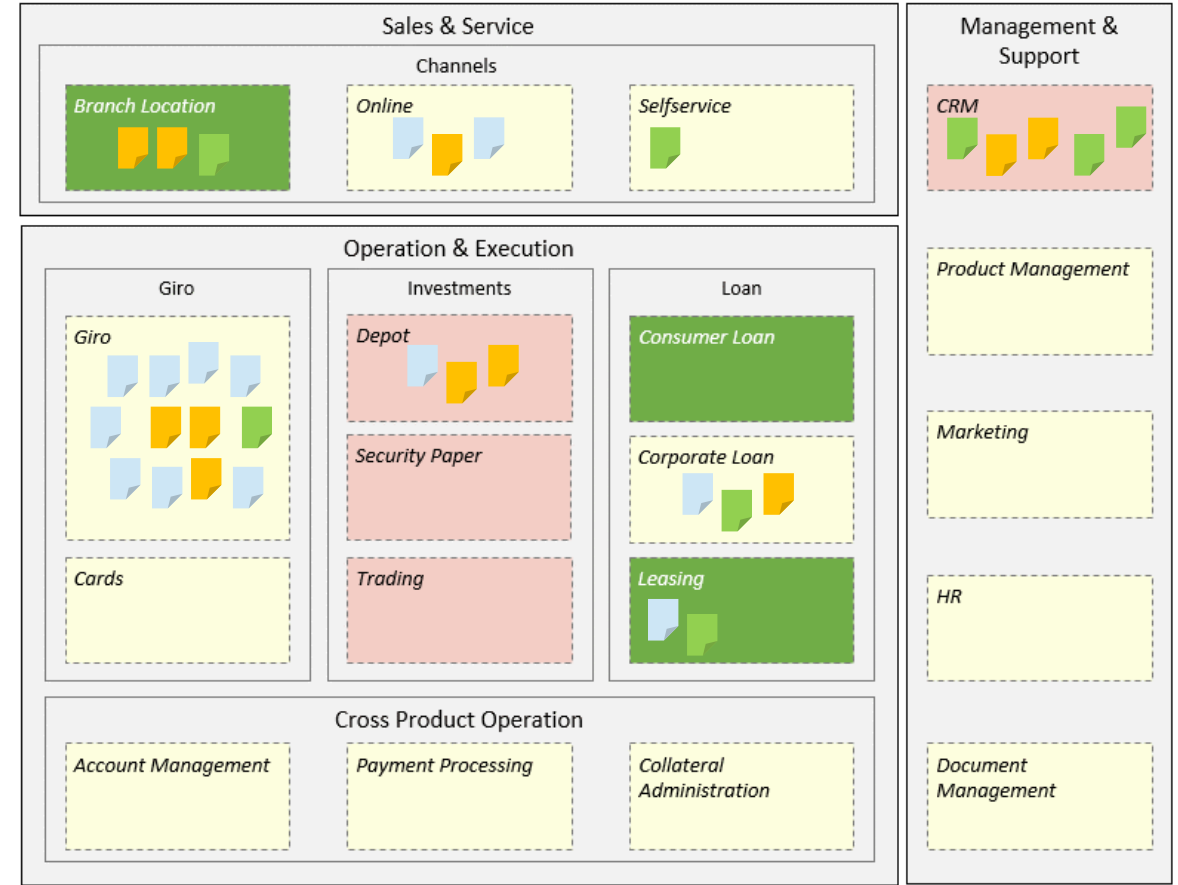 Sales & Service
Channels
Branch Location
Online
Selfservice
Operation & Execution
Giro
Giro
Cards
Investments
Depot
Security Paper
Trading
Loan
Consumer Loan
Corporate Loan
Leasing
Cross Product Operation
Account Management
Payment Processing
Collateral
Administration
Management &
Support
CRM
Product Management
Marketing
HR
Document
Management